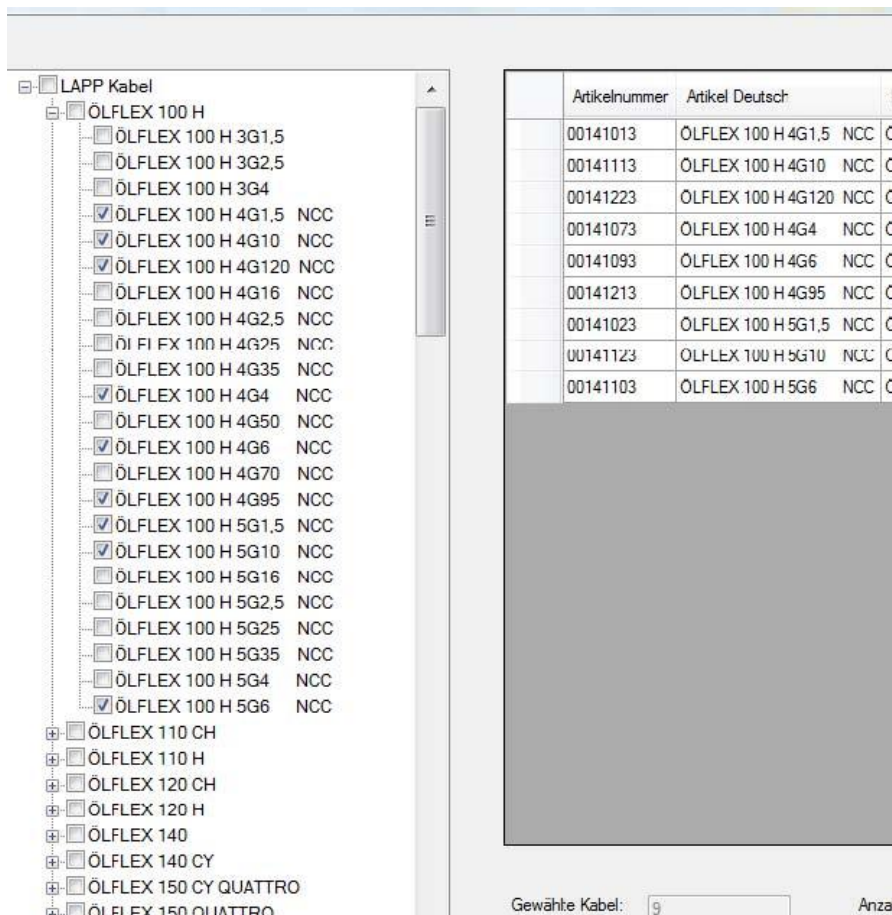 LAPP Kabel
ÖLFLEX 100 H
ÖLFLEX 100 H 3G1,5
ÖLFLEX 100 H 3G2,5
ÖLFLEX 100 H 3G4
ÖLFLEX 100 H 4G1,5 NCC
ÖLFLEX 100 H 4G10 NCC
ÖLFLEX 100 H 4G120 NCC
ÖLFLEX 100 H 4G16 NCC
ÖLFLEX 100 H 4G2,5 NCC
ÖLFLEX 100 H 4G25 NCC
ÖLFLEX 100 H 4G35 NCC
ÖLFLEX 100 H 4G4 NCC
ÖLFLEX 100 H 4G50 NCC
ÖLFLEX 100 H 4G6 NCC
ÖLFLEX 100 H 4G70 NCC
ÖLFLEX 100 H 4G95 NCC
ÖLFLEX 100 H 5G1,5 NCC
ÖLFLEX 100 H 5G10 NCC
ÖLFLEX 100 H 5G16 NCC
ÖLFLEX 100 H 5G2,5 NCC
ÖLFLEX 100 H 5G25 NCC
ÖLFLEX 100 H 5G35 NCC
ÖLFLEX 100 H 5G4 NCC
ÖLFLEX 100 H 5G6 NCC
ÖLFLEX 110 CH
ÖLFLEX 110 H
ÖLFLEX 120 CH
ÖLFLEX 120 H
ÖLFLEX 140
ÖLFLEX 140 CY
ÖLFLEX 150 CY QUATTRO
ÖLFLEX 150 QUATTRO
Artikelnummer Artikel Deutsch
00141013 ÖLFLEX 100 H 4G1,5 NCC
00141113 ÖLFLEX 100 H 4G10 NCC
00141223 ÖLFLEX 100 H 4G120 NCC
00141073 ÖLFLEX 100 H 4G4 NCC
00141093 ÖLFLEX 100 H 4G6 NCC
00141213 ÖLFLEX 100 H 4G95 NCC
00141023 ÖLFLEX 100 H 5G1,5 NCC
00141123 ÖLFLEX 100 H 5G10 NCC
00141103 ÖLFLEX 100 H 5G6 NCC
Gewählte Kabel: 9 Anza